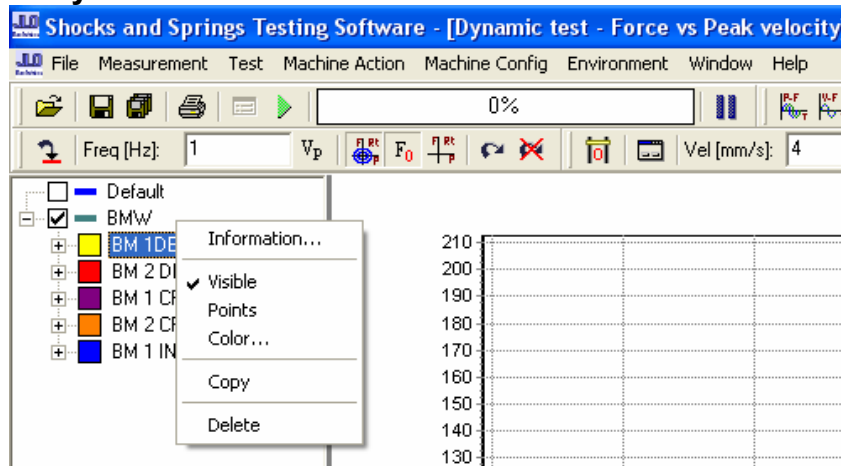 Shocks and Springs Testing Software - [Dynamic test - Force vs Peak velocity
File Measurement Test Machine Action Machine Config Environment Window Help
0%
Freq [Hz]: 1 Vp F0 Vel [mm/s]: 4
Default
BMW
BM 1DE
BM 2 DI
BM 1 CF
BM 2 CF
BM 1 IN
Information...
Visible
Points
Color...
Copy
Delete
210
200
190
180
170
160
150
140
130